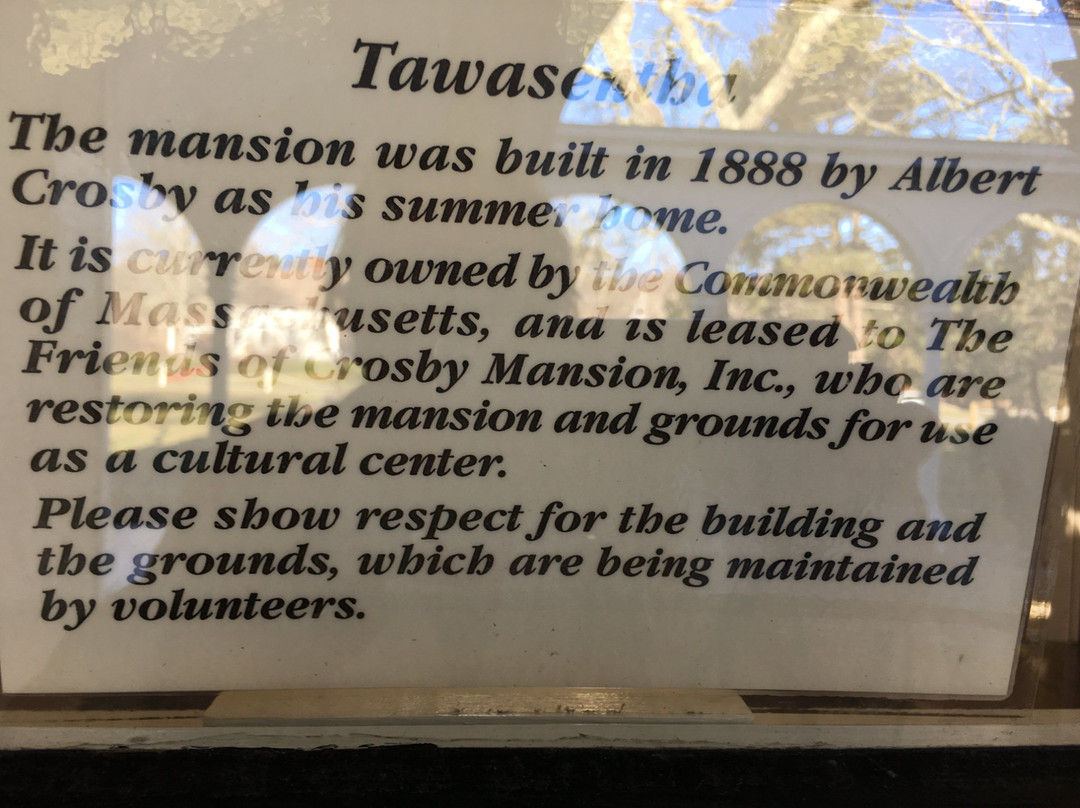 Tawasentha
The mansion was built in 1888 by Albert
Crosby as his summer home.
It is currently owned by the Commonwealth
of Massachusetts, and is leased to The
Friends of Crosby Mansion, Inc., who are
restoring the mansion and grounds for use
as a cultural center.
Please show respect for the building and
the grounds, which are being maintained
by volunteers.